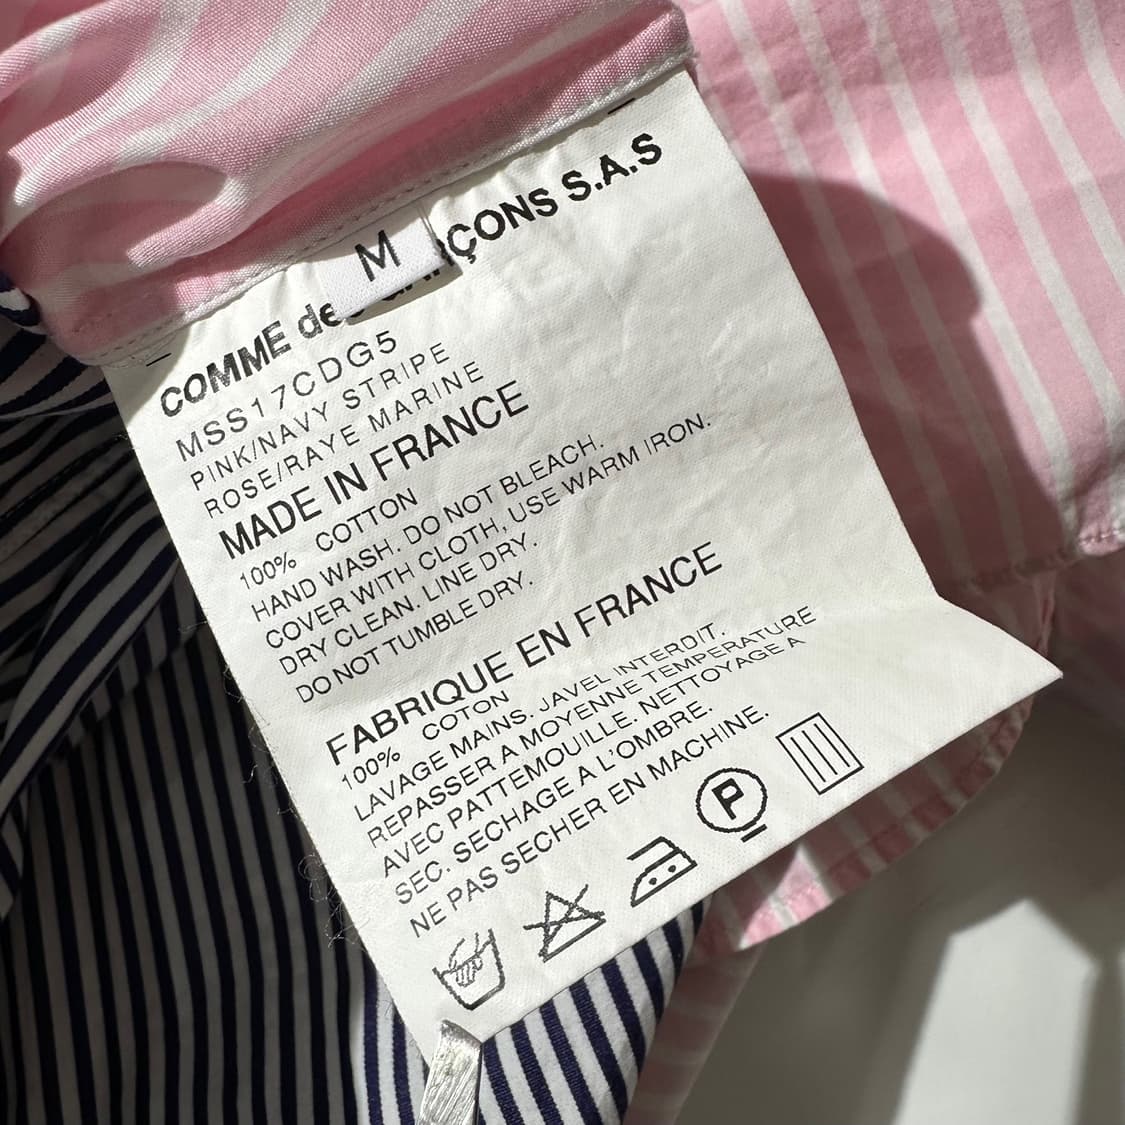 M
COMME des GARÇONS S.A.S
MSS17CDG5
PINK/NAVY STRIPE
ROSE/RAYE MARINE
MADE IN FRANCE
100% COTTON
HAND WASH. DO NOT BLEACH.
COVER WITH CLOTH, USE WARM IRON.
DRY CLEAN. LINE DRY.
DO NOT TUMBLE DRY.
FABRIQUE EN FRANCE
100% COTON
LAVAGE MAINS. JAVEL INTERDIT.
REPASSER A MOYENNE TEMPERATURE
AVEC PATTEMOUILLE. NETTOYAGE A
SEC. SECHAGE A L'OMBRE.
NE PAS SECHER EN MACHINE.
P